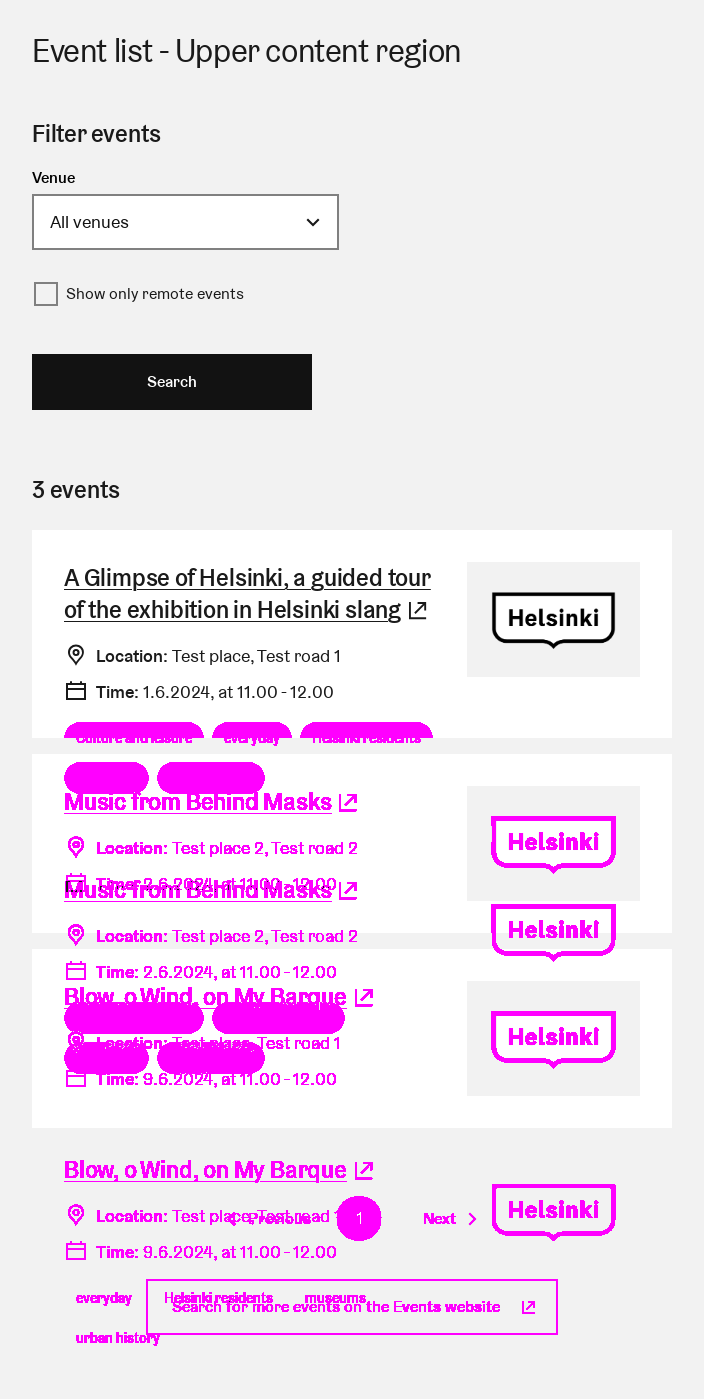 Event list - Upper content region
Filter events
Venue
All venues
Show only remote events
Search
3 events
A Glimpse of Helsinki, a guided tour
of the exhibition in Helsinki slang
Helsinki
Location: Test place, Test road 1
Time: 1.6.2024, at 11.00 - 12.00
Culture and leisure everyday Helsinki residents
Music from Behind Masks
Helsinki
Location: Test place 2, Test road 2
Time: 2.6.2024, at 11.00 - 12.00
Music from Behind Masks
Helsinki
Location: Test place 2, Test road 2
Time: 2.6.2024, at 11.00 - 12.00
Blow, o Wind, on My Barque
Helsinki
Location: Test place, Test road 1
Time: 9.6.2024, at 11.00 - 12.00
Blow, o Wind, on My Barque
Helsinki
Location: Test place, Test road 1
Previous 1 Next
Time: 9.6.2024, at 11.00 - 12.00
everyday Helsinki residents museums
Search for more events on the Events website
urban history